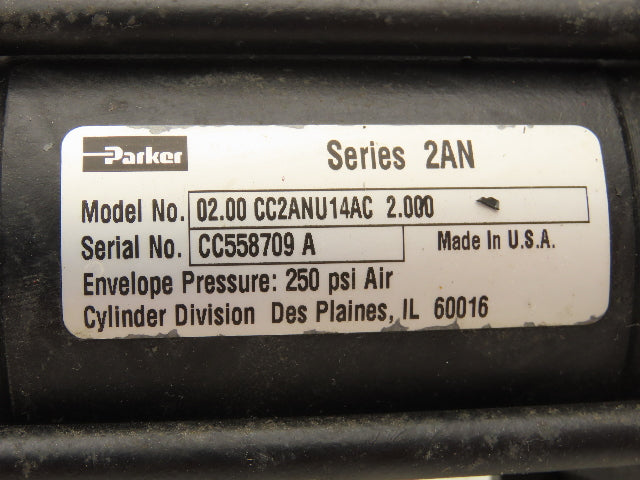 Parker
Series 2AN
Model No. 02.00 CC2ANU14AC 2.000
Serial No. CC558709 A
Made In U.S.A.
Envelope Pressure: 250 psi Air
Cylinder Division Des Plaines, IL 60016